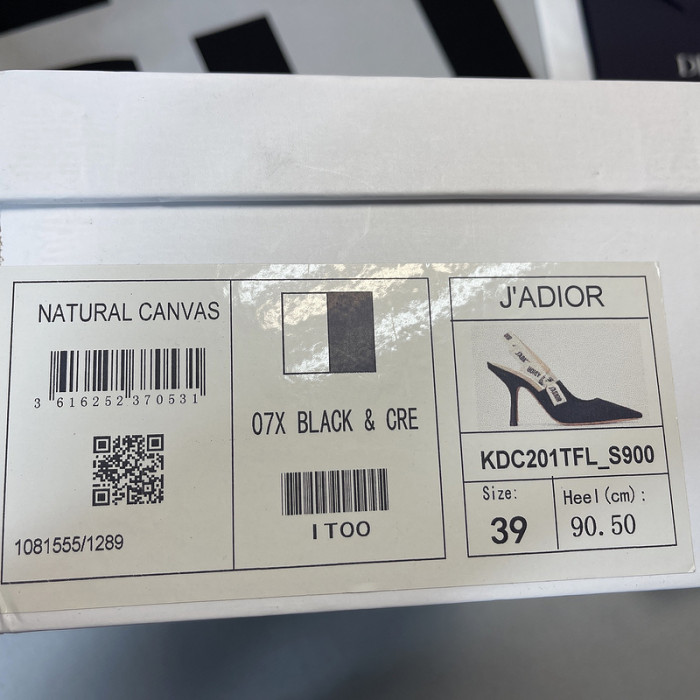 NATURAL CANVAS
3 616252 370531
1081555/1289
07X BLACK & CRE
ITOO
J'ADIOR
KDC201TFL_S900
Size:
39
Heel(cm):
90.50